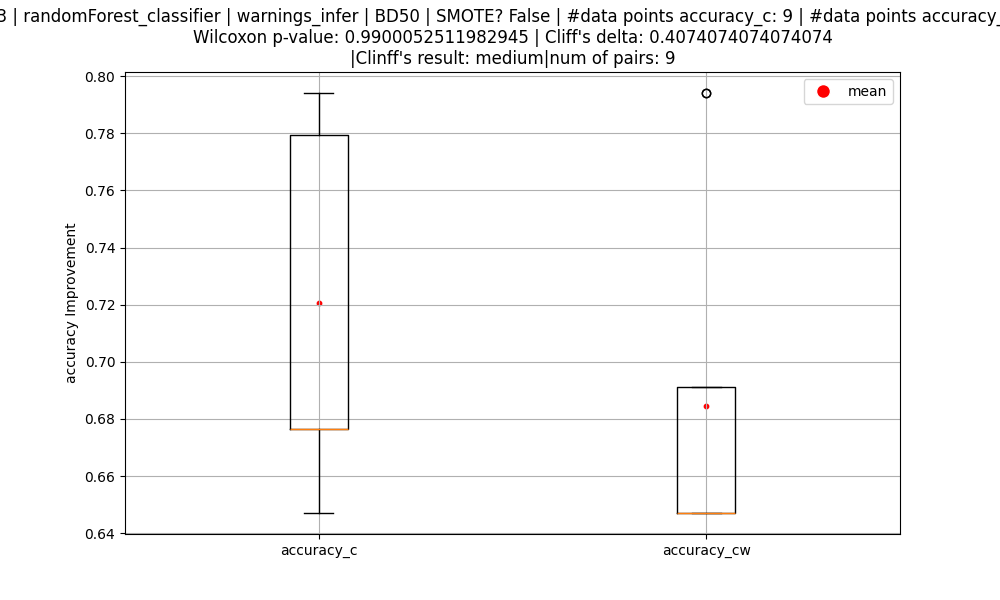 3 | randomForest_classifier | warnings_infer | BD50 | SMOTE? False | #data points accuracy_c: 9 | #data points accuracy_
Wilcoxon p-value: 0.9900052511982945 | Cliff's delta: 0.4074074074074074
|Clinff's result: medium|num of pairs: 9
0.80
mean
0.78
0.76
0.74
0.72
0.70
0.68
0.66
0.64
accuracy Improvement
accuracy_c
accuracy_cw